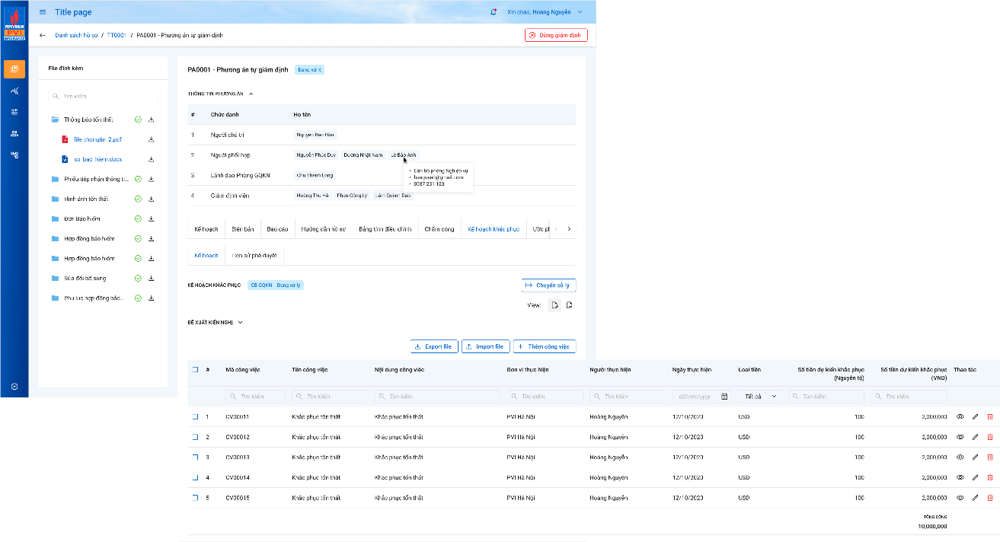 PETROVIETNAM
PVI
INSURANCE
Title page
Xin chào, Hoàng Nguyễn
Danh sách hồ sơ / TT0001 / PA0001 - Phương án tự giám định
Dừng giám định
File đính kèm
Tìm kiếm
Thông báo tổn thất
file_thongtin_2.pdf
so_bao_hiem.docx
Phiếu tiếp nhận thông ti...
Hình ảnh tổn thất
Đơn Bảo hiểm
Hợp đồng bảo hiểm
Hợp đồng bảo hiểm
Sửa đổi bổ sung
Phụ lục hợp đồng bảo...
PA0001 - Phương án tự giám định
Đang xử lý
THÔNG TIN PHƯƠNG ÁN
# Chức danh Họ tên
1 Người chủ trì Nguyễn Bảo Hân
2 Người phối hợp Nguyễn Phúc Duy Dương Nhật Nam Lê Bảo Anh
• Cán bộ phòng Nghiệp vụ
• hanguyen@gmail.com
• 0987 231 123
3 Lãnh đạo Phòng GQKN Chu Thành Long
4 Giám định viên Hoàng Thu Hà Phan Công Lý Lâm Quỳnh Dao
Kế hoạch Biên bản Báo cáo Hướng dẫn hồ sơ Bảng tính điều chỉnh Chấm công Kế hoạch khắc phục Ước ph
Kế hoạch Lịch sử phê duyệt
KẾ HOẠCH KHẮC PHỤC CB GQKN - Đang xử lý
Chuyển xử lý
View:
ĐỀ XUẤT KIẾN NGHỊ
Export file Import file Thêm công việc
# Mã công việc Tên công việc Nội dung công việc Đơn vị thực hiện Người thực hiện Ngày thực hiện Loại tiền Số tiền dự kiến khắc phục (Nguyên tệ) Số tiền dự kiến khắc phục (VND) Thao tác
Tìm kiếm Tìm kiếm Tìm kiếm Tìm kiếm Tìm kiếm dd/mm/yyyy Tất cả Tìm kiếm Tìm kiếm
1 CV00011 Khắc phục tổn thất Khắc phục tổn thất PVI Hà Nội Hoàng Nguyễn 12/10/2020 USD 100 2,000,000
2 CV00012 Khắc phục tổn thất Khắc phục tổn thất PVI Hà Nội Hoàng Nguyễn 12/10/2020 USD 100 2,000,000
3 CV00013 Khắc phục tổn thất Khắc phục tổn thất PVI Hà Nội Hoàng Nguyễn 12/10/2020 USD 100 2,000,000
4 CV00014 Khắc phục tổn thất Khắc phục tổn thất PVI Hà Nội Hoàng Nguyễn 12/10/2020 USD 100 2,000,000
5 CV00015 Khắc phục tổn thất Khắc phục tổn thất PVI Hà Nội Hoàng Nguyễn 12/10/2020 USD 100 2,000,000
TỔNG CỘNG
10,000,000